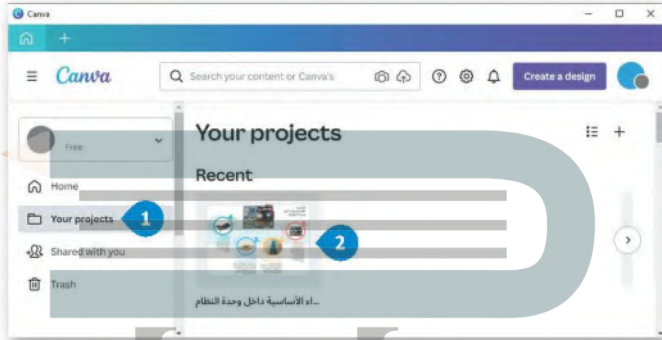 Canva
Canva
Search your content or Canva's
Create a design
Free
Home
Your projects
Shared with you
Trash
1
Your projects
Recent
2
...اء الأساسية داخل وحدة النظام